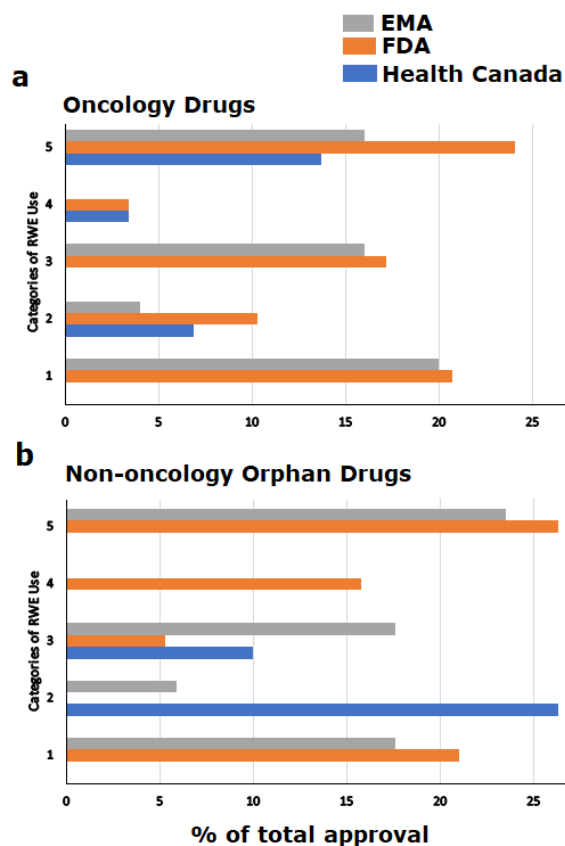 EMA
FDA
Health Canada
a
Oncology Drugs
Categories of RWE Use
5
4
3
2
1
0 5 10 15 20 25
b
Non-oncology Orphan Drugs
Categories of RWE Use
5
4
3
2
1
0 5 10 15 20 25
% of total approval